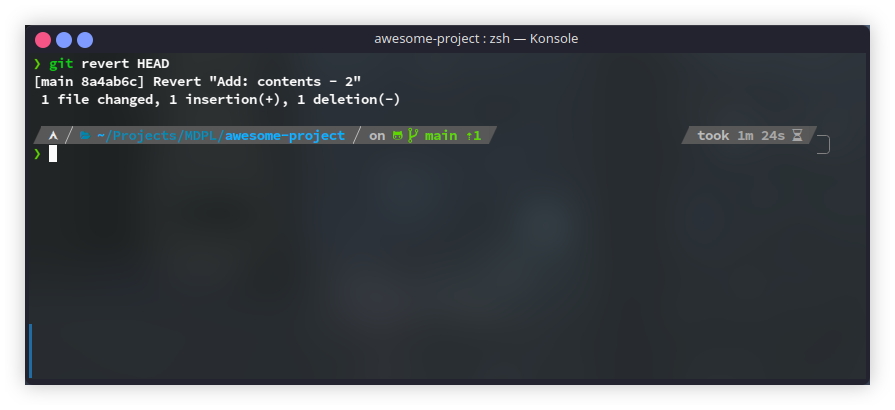 awesome-project : zsh — Konsole
❯ git revert HEAD
[main 8a4ab6c] Revert "Add: contents - 2"
 1 file changed, 1 insertion(+), 1 deletion(-)
~/Projects/MDPL/awesome-project on main ⇡1 took 1m 24s
❯